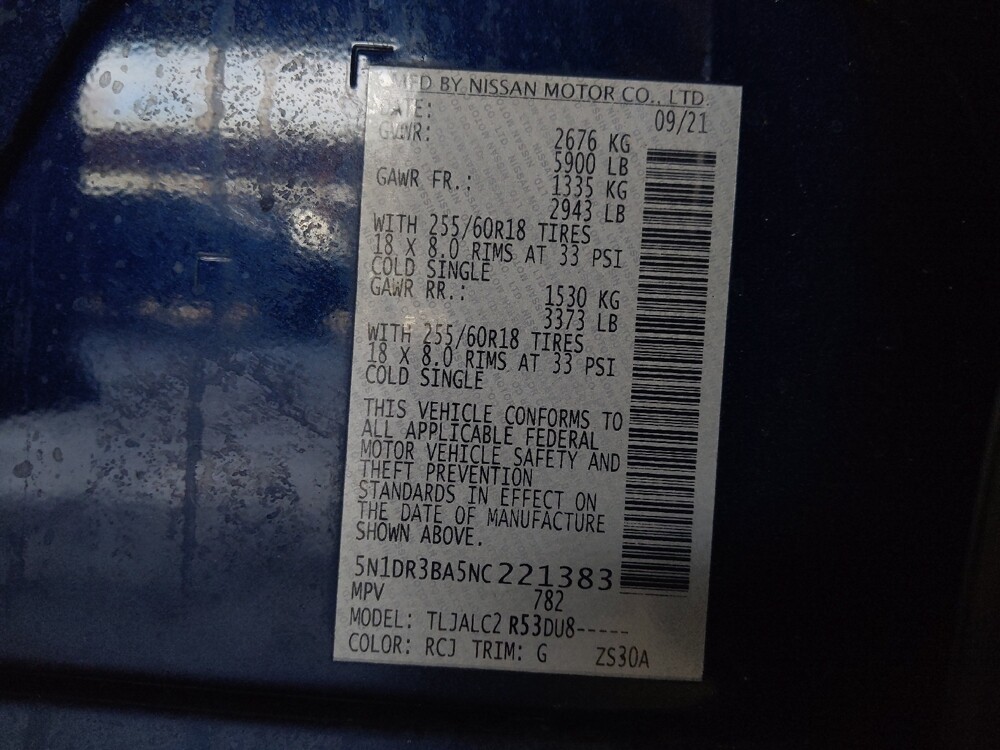 MFD BY NISSAN MOTOR CO., LTD.
DATE: 09/21
GVWR: 2676 KG
5900 LB
GAWR FR.: 1335 KG
2943 LB
WITH 255/60R18 TIRES
18 X 8.0 RIMS AT 33 PSI
COLD SINGLE
GAWR RR.: 1530 KG
3373 LB
WITH 255/60R18 TIRES
18 X 8.0 RIMS AT 33 PSI
COLD SINGLE
THIS VEHICLE CONFORMS TO
ALL APPLICABLE FEDERAL
MOTOR VEHICLE SAFETY AND
THEFT PREVENTION
STANDARDS IN EFFECT ON
THE DATE OF MANUFACTURE
SHOWN ABOVE.
5N1DR3BA5NC221383
MPV 782
MODEL: TLJALC2 R53DU8-----
COLOR: RCJ TRIM: G ZS30A